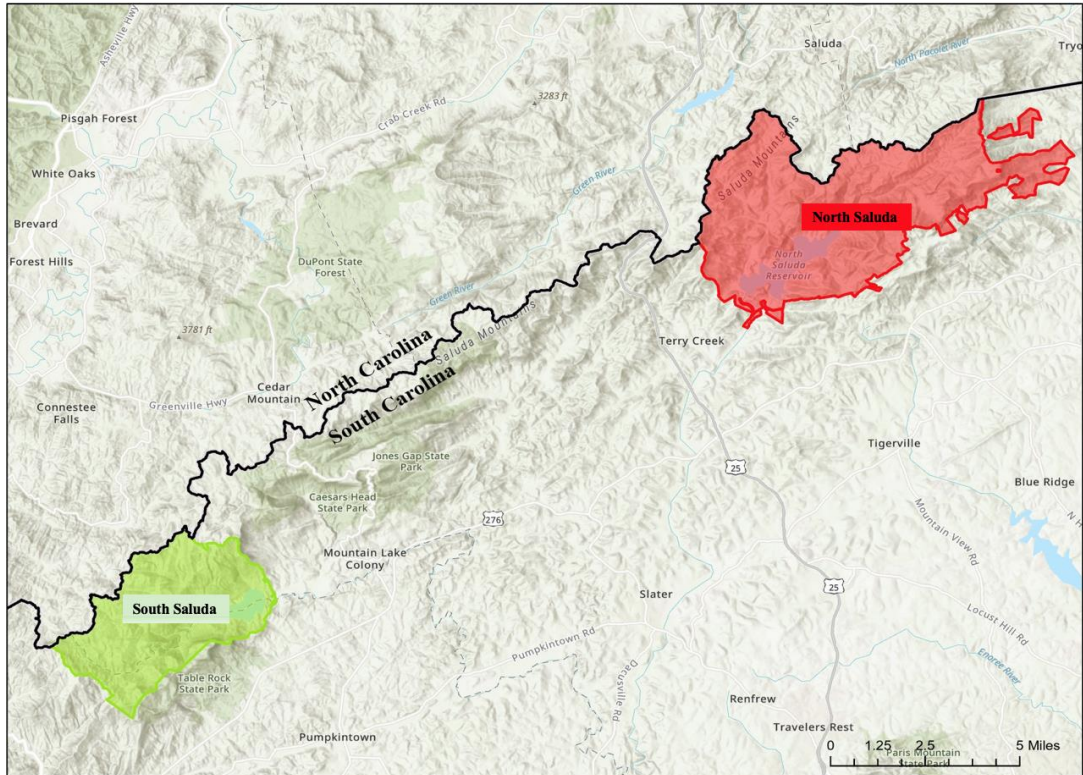 Asheville Hwy
Saluda
North Pacolet River
Tryo
3283 ft
Pisgah Forest
Crab Creek Rd
Saluda Mountains
White Oaks
Green River
Brevard
North Saluda
Forest Hills
DuPont State
Forest
North
Saluda
Reservoir
Green River
3781 ft
Saluda Mountains
Terry Creek
North Carolina
South Carolina
Cedar
Mountain
Greenville Hwy
Connestee
Falls
Tigerville
Jones Gap State
Park
25
Blue Ridge
Caesars Head
State Park
N H
276
Mountain View
Rd
Mountain Lake
Colony
25
Slater
South Saluda
Locust Hill Rd
Pumpkintown Rd
Enoree River
Table Rock
State Park
Dacusville Rd
Renfrew
Travelers Rest
Pumpkintown
0 1.25 2.5 5 Miles
Paris Mountain
State Park